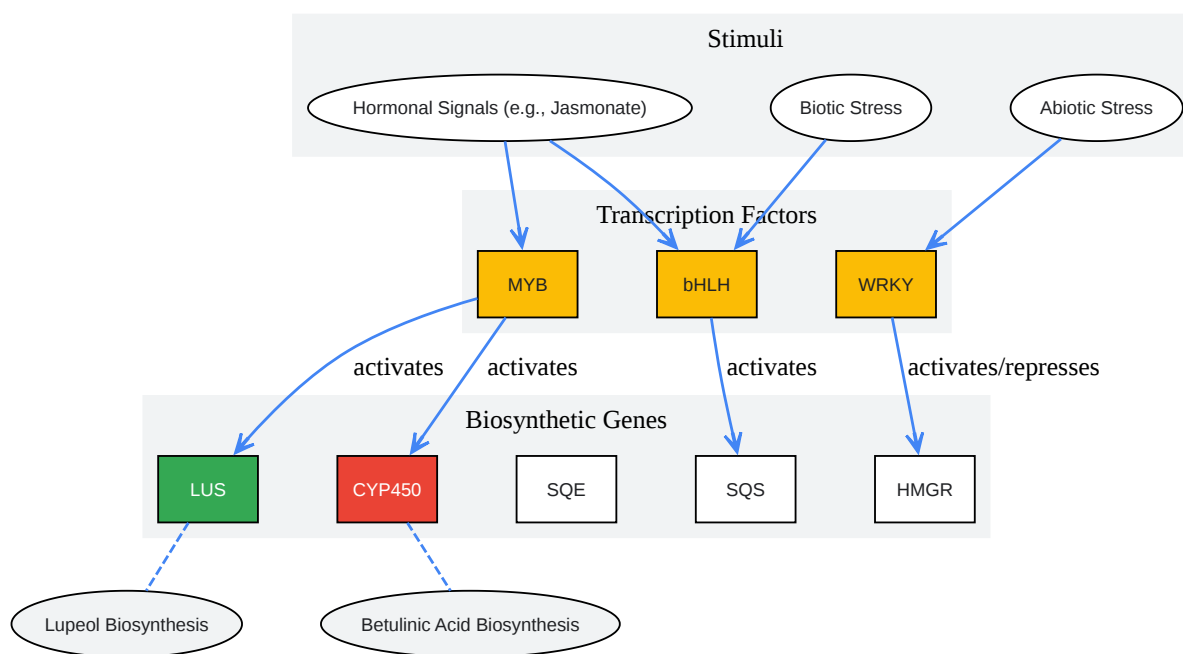 Stimuli
Hormonal Signals (e.g., Jasmonate)
Biotic Stress
Abiotic Stress
Transcription Factors
MYB
bHLH
WRKY
activates
activates
activates
activates/represses
Biosynthetic Genes
LUS
CYP450
SQE
SQS
HMGR
Lupeol Biosynthesis
Betulinic Acid Biosynthesis